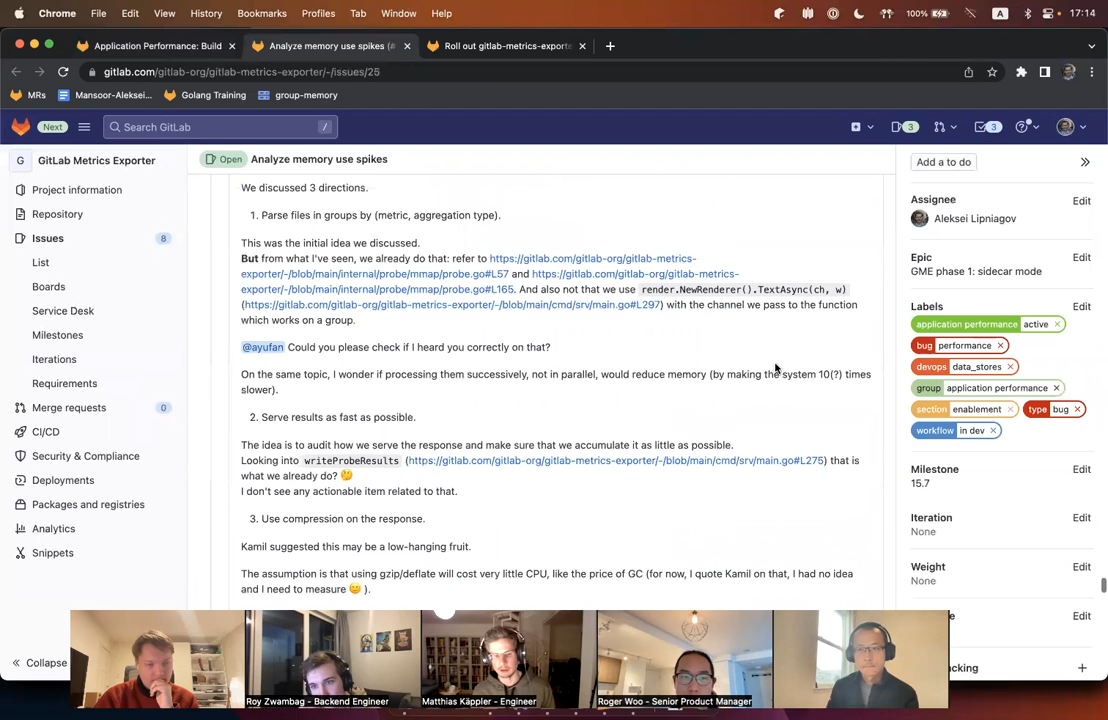 Chrome File Edit View History Bookmarks Profiles Tab Window Help 100% A 17:14
Application Performance: Build Analyze memory use spikes (# Roll out gitlab-metrics-exporte
gitlab.com/gitlab-org/gitlab-metrics-exporter/-/issues/25
MRs Mansoor-Aleksei... Golang Training group-memory
Next Search GitLab / 3 3
G GitLab Metrics Exporter
Project information
Repository
Issues 8
List
Boards
Service Desk
Milestones
Iterations
Requirements
Merge requests 0
CI/CD
Security & Compliance
Deployments
Packages and registries
Analytics
Snippets
Collapse
Open Analyze memory use spikes
We discussed 3 directions.
1. Parse files in groups by (metric, aggregation type).
This was the initial idea we discussed.
But from what I've seen, we already do that: refer to https://gitlab.com/gitlab-org/gitlab-metrics-
exporter/-/blob/main/internal/probe/mmap/probe.go#L57 and https://gitlab.com/gitlab-org/gitlab-metrics-
exporter/-/blob/main/internal/probe/mmap/probe.go#L165. And also not that we use render.NewRenderer().TextAsync(ch, w)
(https://gitlab.com/gitlab-org/gitlab-metrics-exporter/-/blob/main/cmd/srv/main.go#L297) with the channel we pass to the function
which works on a group.
@ayufan Could you please check if I heard you correctly on that?
On the same topic, I wonder if processing them successively, not in parallel, would reduce memory (by making the system 10(?) times
slower).
2. Serve results as fast as possible.
The idea is to audit how we serve the response and make sure that we accumulate it as little as possible.
Looking into writeProbeResults (https://gitlab.com/gitlab-org/gitlab-metrics-exporter/-/blob/main/cmd/srv/main.go#L275) that is
what we already do? 🤔
I don't see any actionable item related to that.
3. Use compression on the response.
Kamil suggested this may be a low-hanging fruit.
The assumption is that using gzip/deflate will cost very little CPU, like the price of GC (for now, I quote Kamil on that, I had no idea
and I need to measure 🙂 ).
Add a to do
Assignee Edit
Aleksei Lipniagov
Epic Edit
GME phase 1: sidecar mode
Labels Edit
application performance active
bug performance
devops data_stores
group application performance
section enablement type bug
workflow in dev
Milestone Edit
15.7
Iteration Edit
None
Weight Edit
None
Edit
Roy Zwambag - Backend Engineer
Matthias Käppler - Engineer
Roger Woo - Senior Product Manager